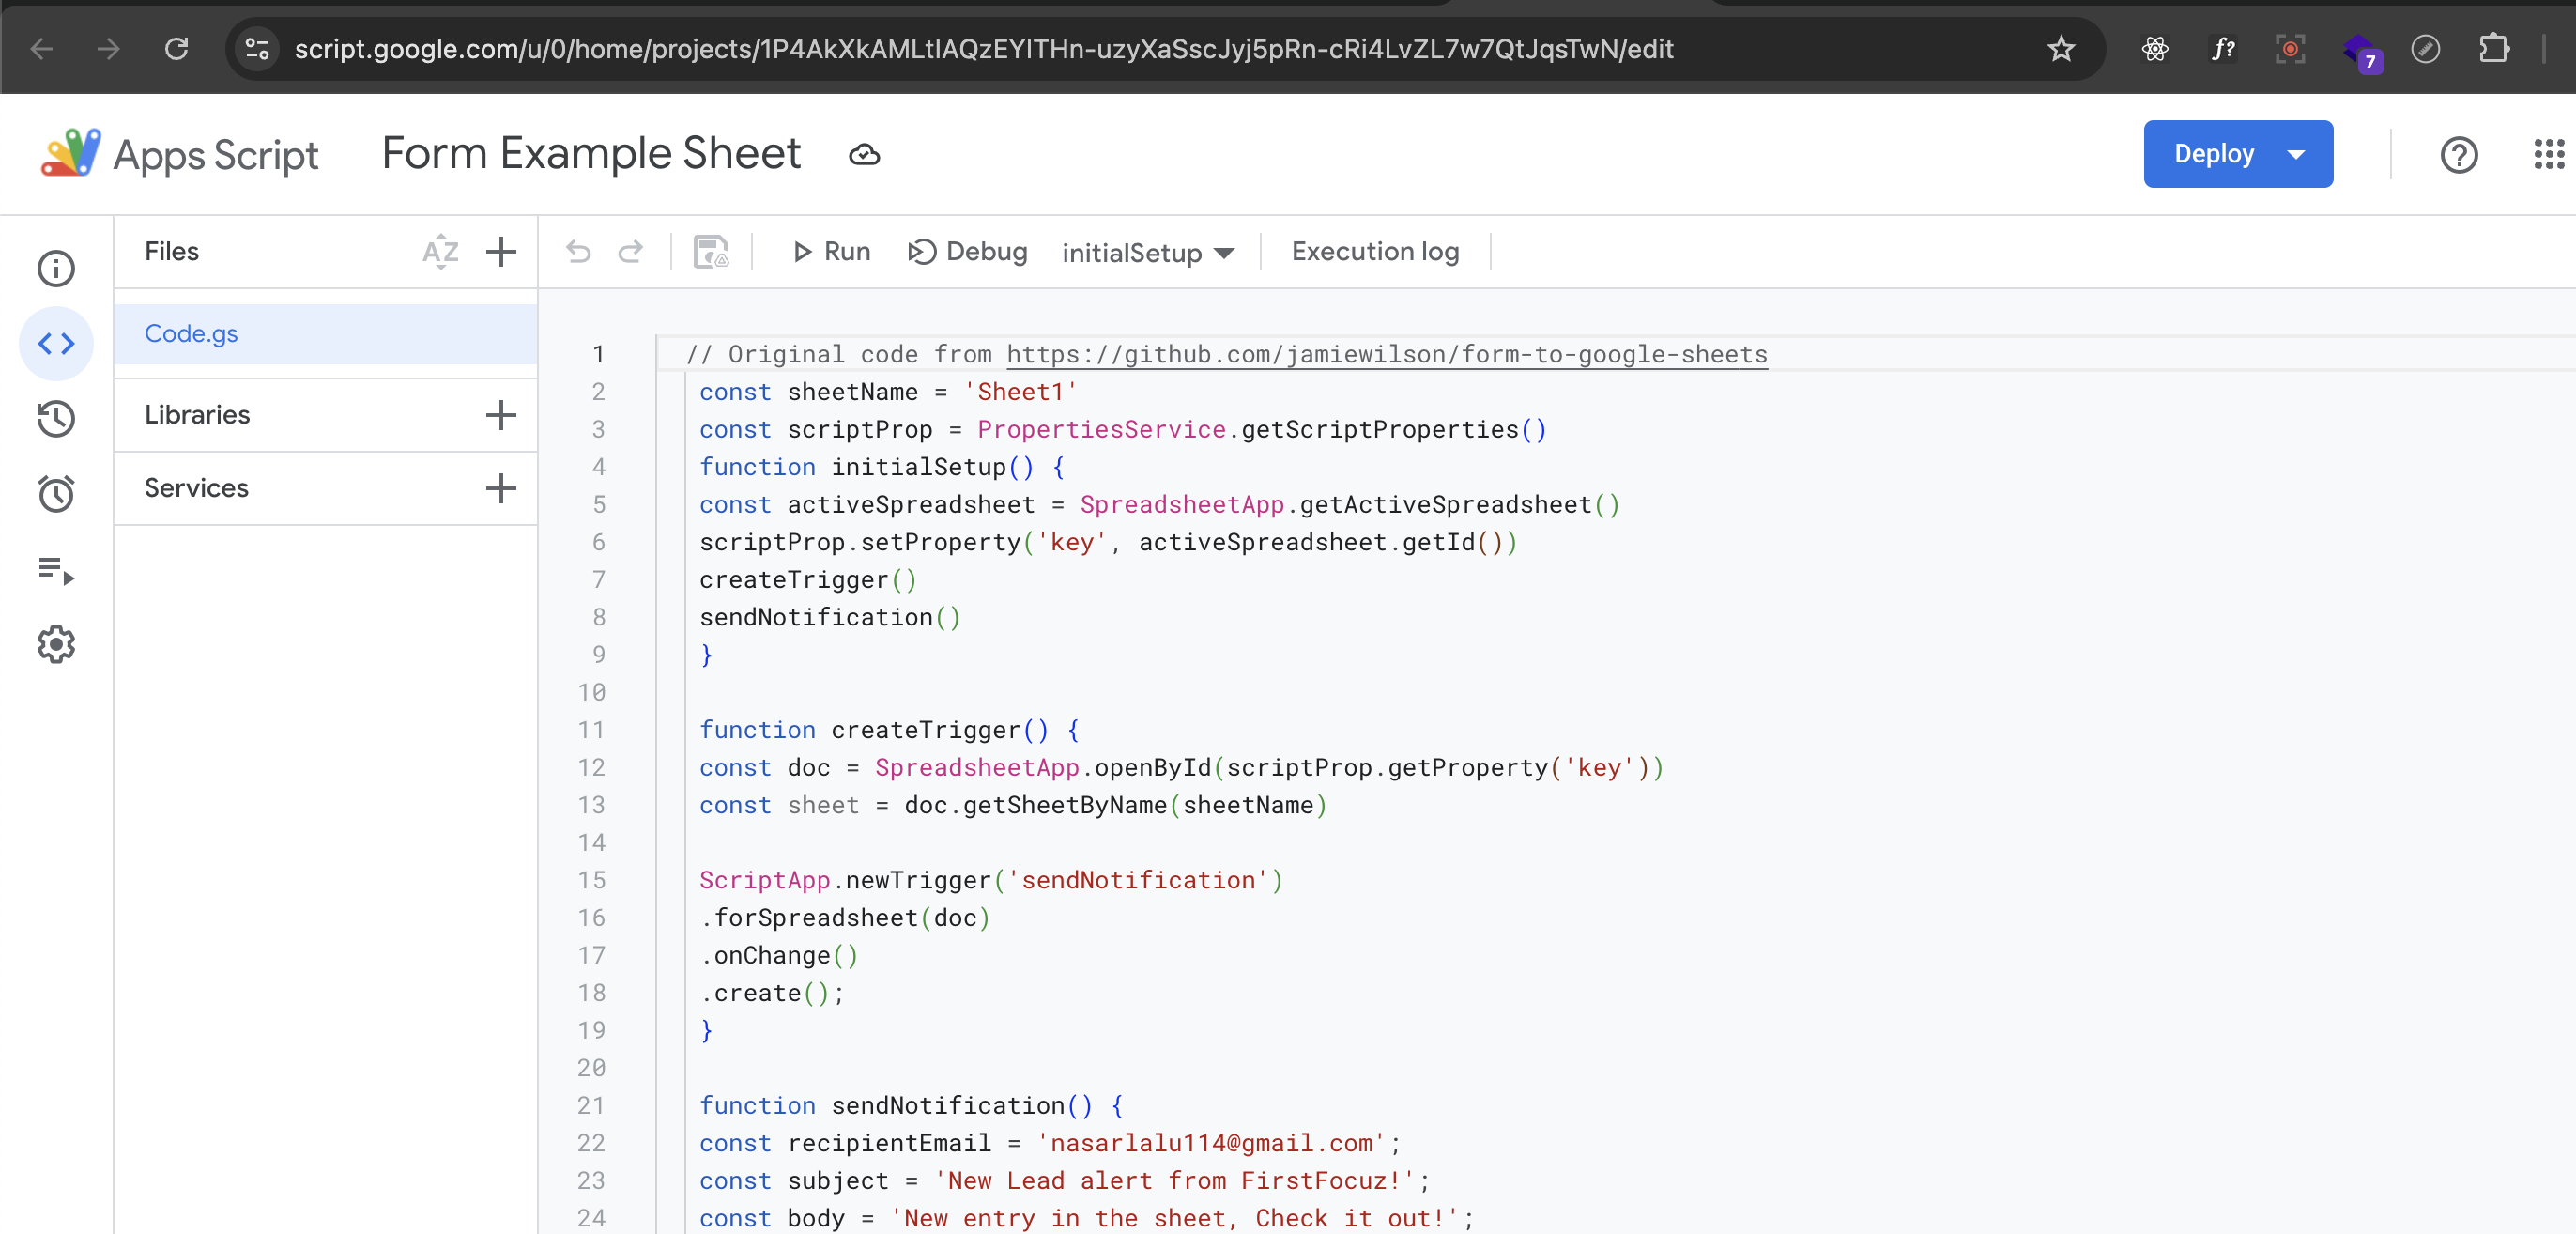 script.google.com/u/0/home/projects/1P4AkXkAMLtIAQzEYITHn-uzyXaSscJyj5pRn-cRi4LvZL7w7QtJqsTwN/edit
f?
7
Apps Script
Form Example Sheet
Deploy
Files
AZ
Run
Debug
initialSetup
Execution log
Code.gs
Libraries
Services
1 // Original code from https://github.com/jamiewilson/form-to-google-sheets
2 const sheetName = 'Sheet1'
3 const scriptProp = PropertiesService.getScriptProperties()
4 function initialSetup() {
5 const activeSpreadsheet = SpreadsheetApp.getActiveSpreadsheet()
6 scriptProp.setProperty('key', activeSpreadsheet.getId())
7 createTrigger()
8 sendNotification()
9 }
10
11 function createTrigger() {
12 const doc = SpreadsheetApp.openById(scriptProp.getProperty('key'))
13 const sheet = doc.getSheetByName(sheetName)
14
15 ScriptApp.newTrigger('sendNotification')
16 .forSpreadsheet(doc)
17 .onChange()
18 .create();
19 }
20
21 function sendNotification() {
22 const recipientEmail = 'nasarlalu114@gmail.com';
23 const subject = 'New Lead alert from FirstFocuz!';
24 const body = 'New entry in the sheet, Check it out!';